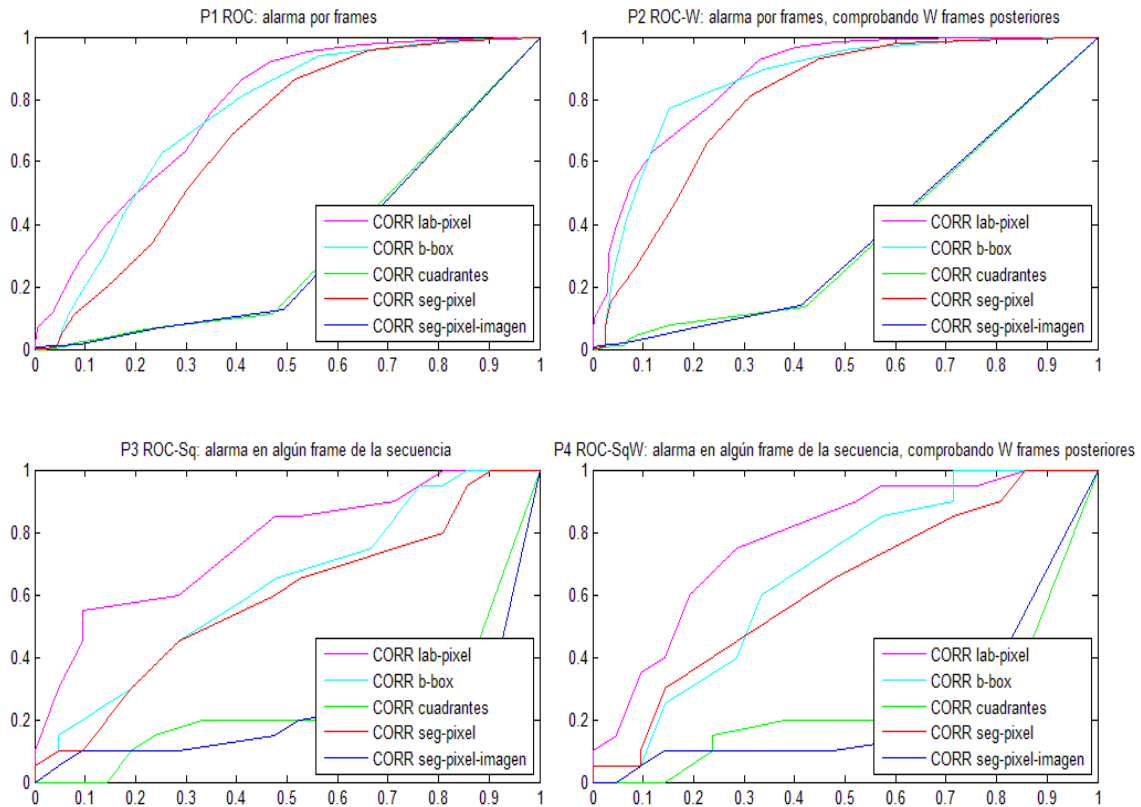 P1 ROC: alarma por frames
1
0.8
0.6
0.4
0.2
0
0 0.1 0.2 0.3 0.4 0.5 0.6 0.7 0.8 0.9 1
CORR lab-pixel
CORR b-box
CORR cuadrantes
CORR seg-pixel
CORR seg-pixel-imagen
P2 ROC-W: alarma por frames, comprobando W frames posteriores
1
0.8
0.6
0.4
0.2
0
0 0.1 0.2 0.3 0.4 0.5 0.6 0.7 0.8 0.9 1
CORR lab-pixel
CORR b-box
CORR cuadrantes
CORR seg-pixel
CORR seg-pixel-imagen
P3 ROC-Sq: alarma en algún frame de la secuencia
1
0.8
0.6
0.4
0.2
0
0 0.1 0.2 0.3 0.4 0.5 0.6 0.7 0.8 0.9 1
CORR lab-pixel
CORR b-box
CORR cuadrantes
CORR seg-pixel
CORR seg-pixel-imagen
P4 ROC-SqW: alarma en algún frame de la secuencia, comprobando W frames posteriores
1
0.8
0.6
0.4
0.2
0
0 0.1 0.2 0.3 0.4 0.5 0.6 0.7 0.8 0.9 1
CORR lab-pixel
CORR b-box
CORR cuadrantes
CORR seg-pixel
CORR seg-pixel-imagen